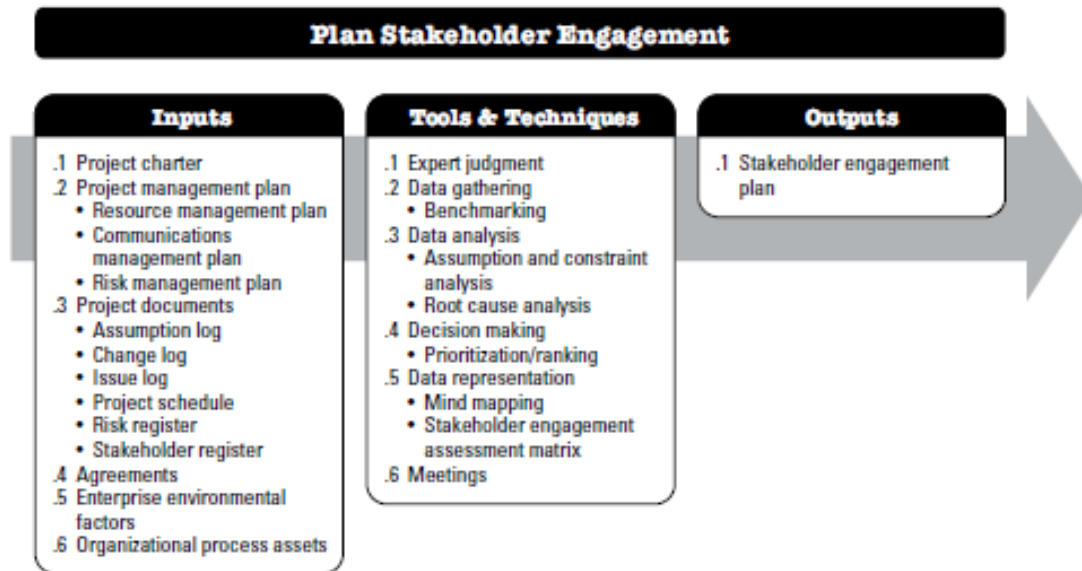 Plan Stakeholder Engagement
Inputs
.1 Project charter
.2 Project management plan
• Resource management plan
• Communications
management plan
• Risk management plan
.3 Project documents
• Assumption log
• Change log
• Issue log
• Project schedule
• Risk register
• Stakeholder register
.4 Agreements
.5 Enterprise environmental
factors
.6 Organizational process assets
Tools & Techniques
.1 Expert judgment
.2 Data gathering
• Benchmarking
.3 Data analysis
• Assumption and constraint
analysis
• Root cause analysis
.4 Decision making
• Prioritization/ranking
.5 Data representation
• Mind mapping
• Stakeholder engagement
assessment matrix
.6 Meetings
Outputs
.1 Stakeholder engagement
plan